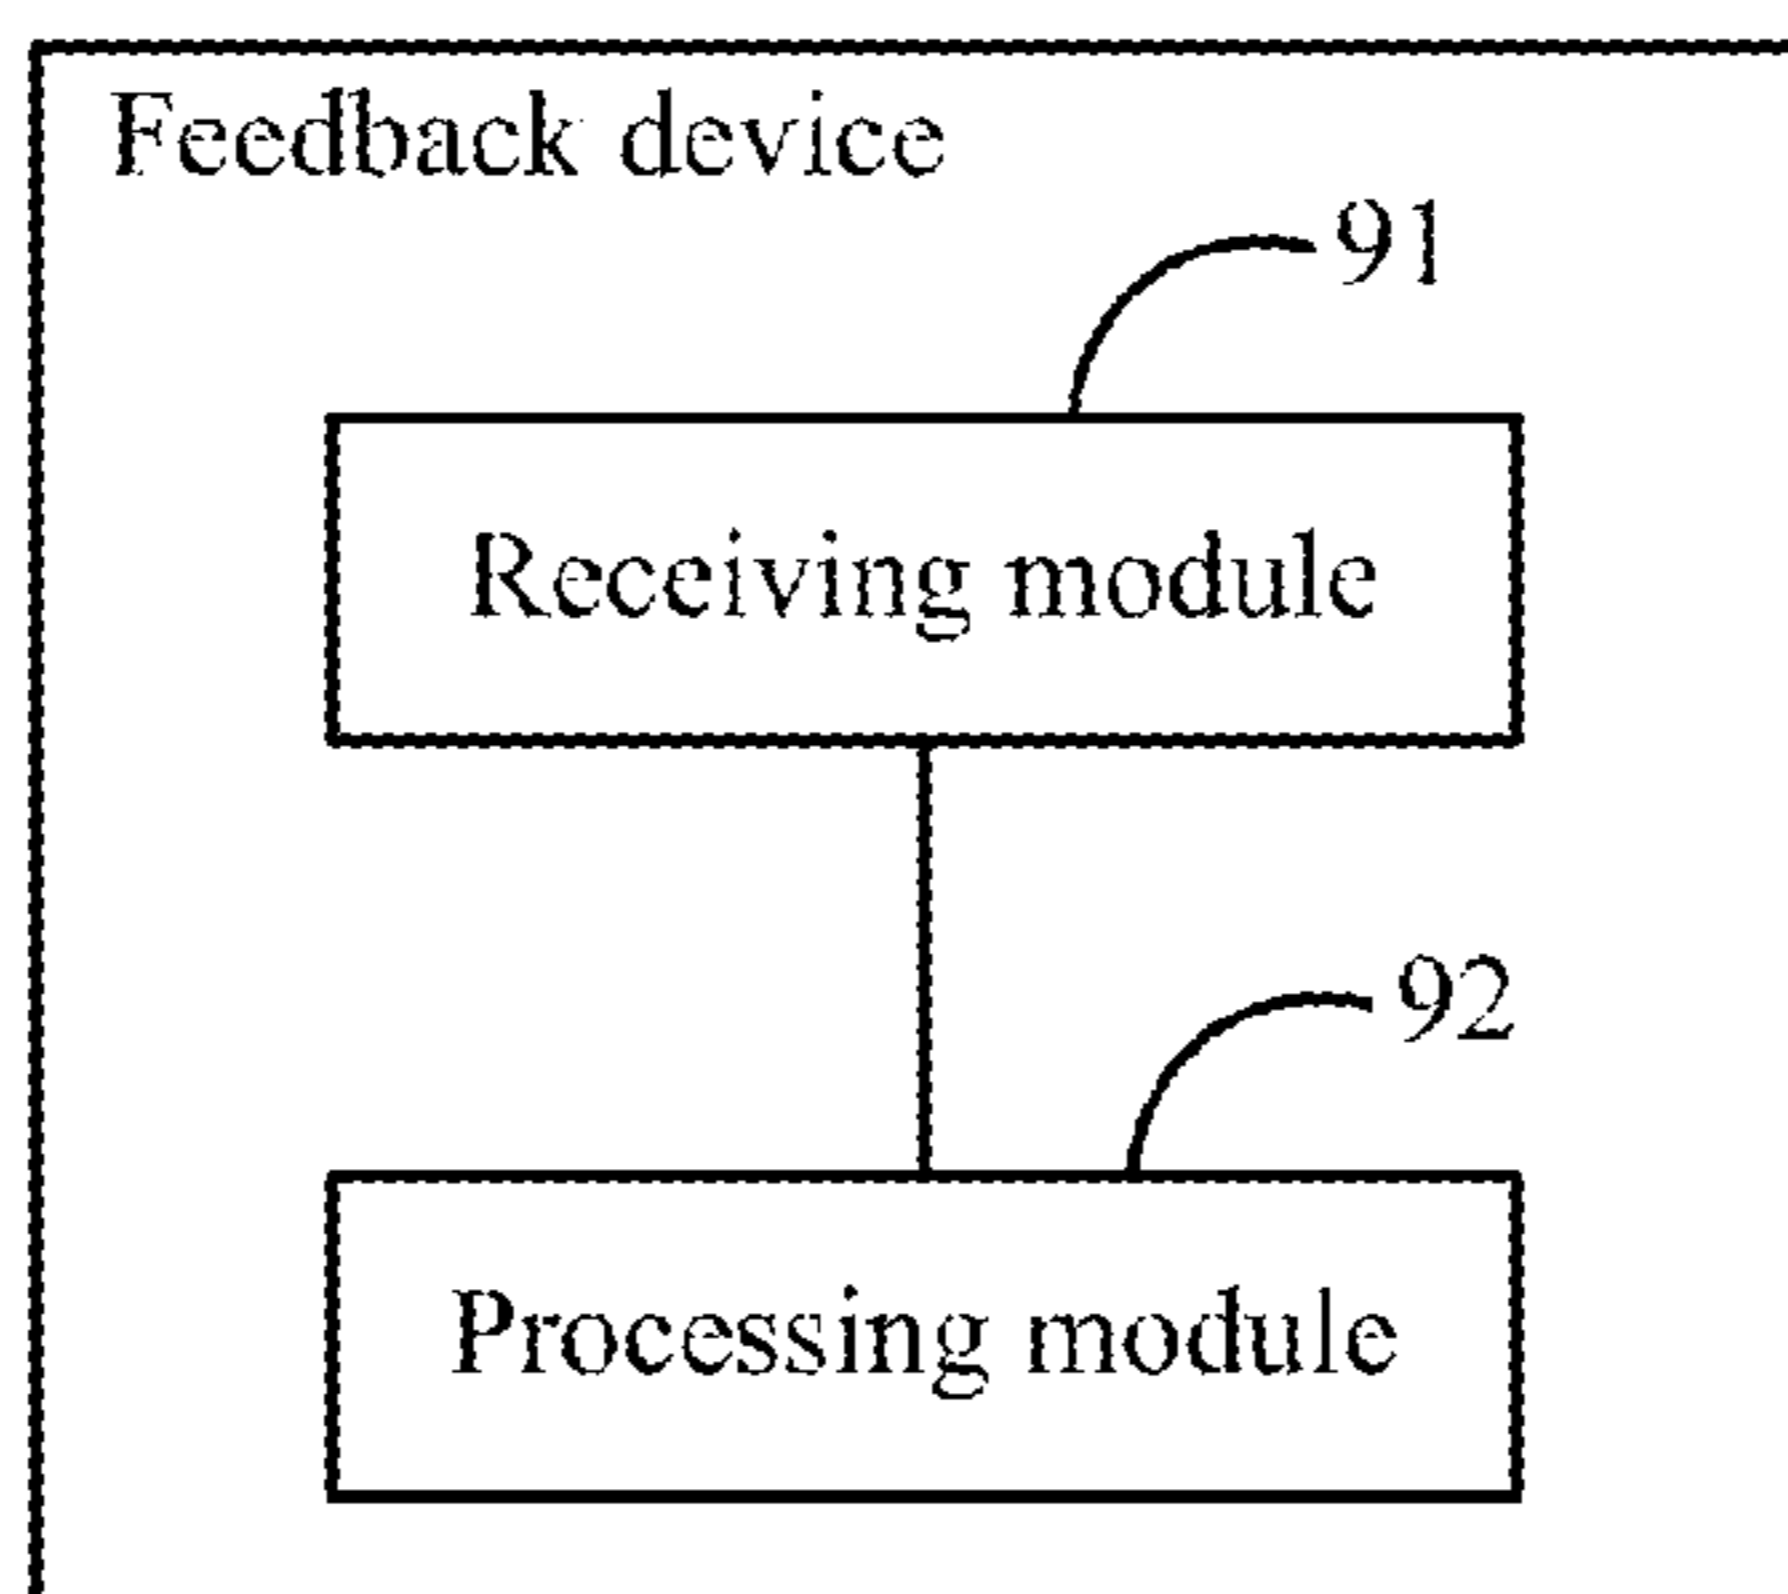 Feedback device
91
Receiving module
92
Processing module